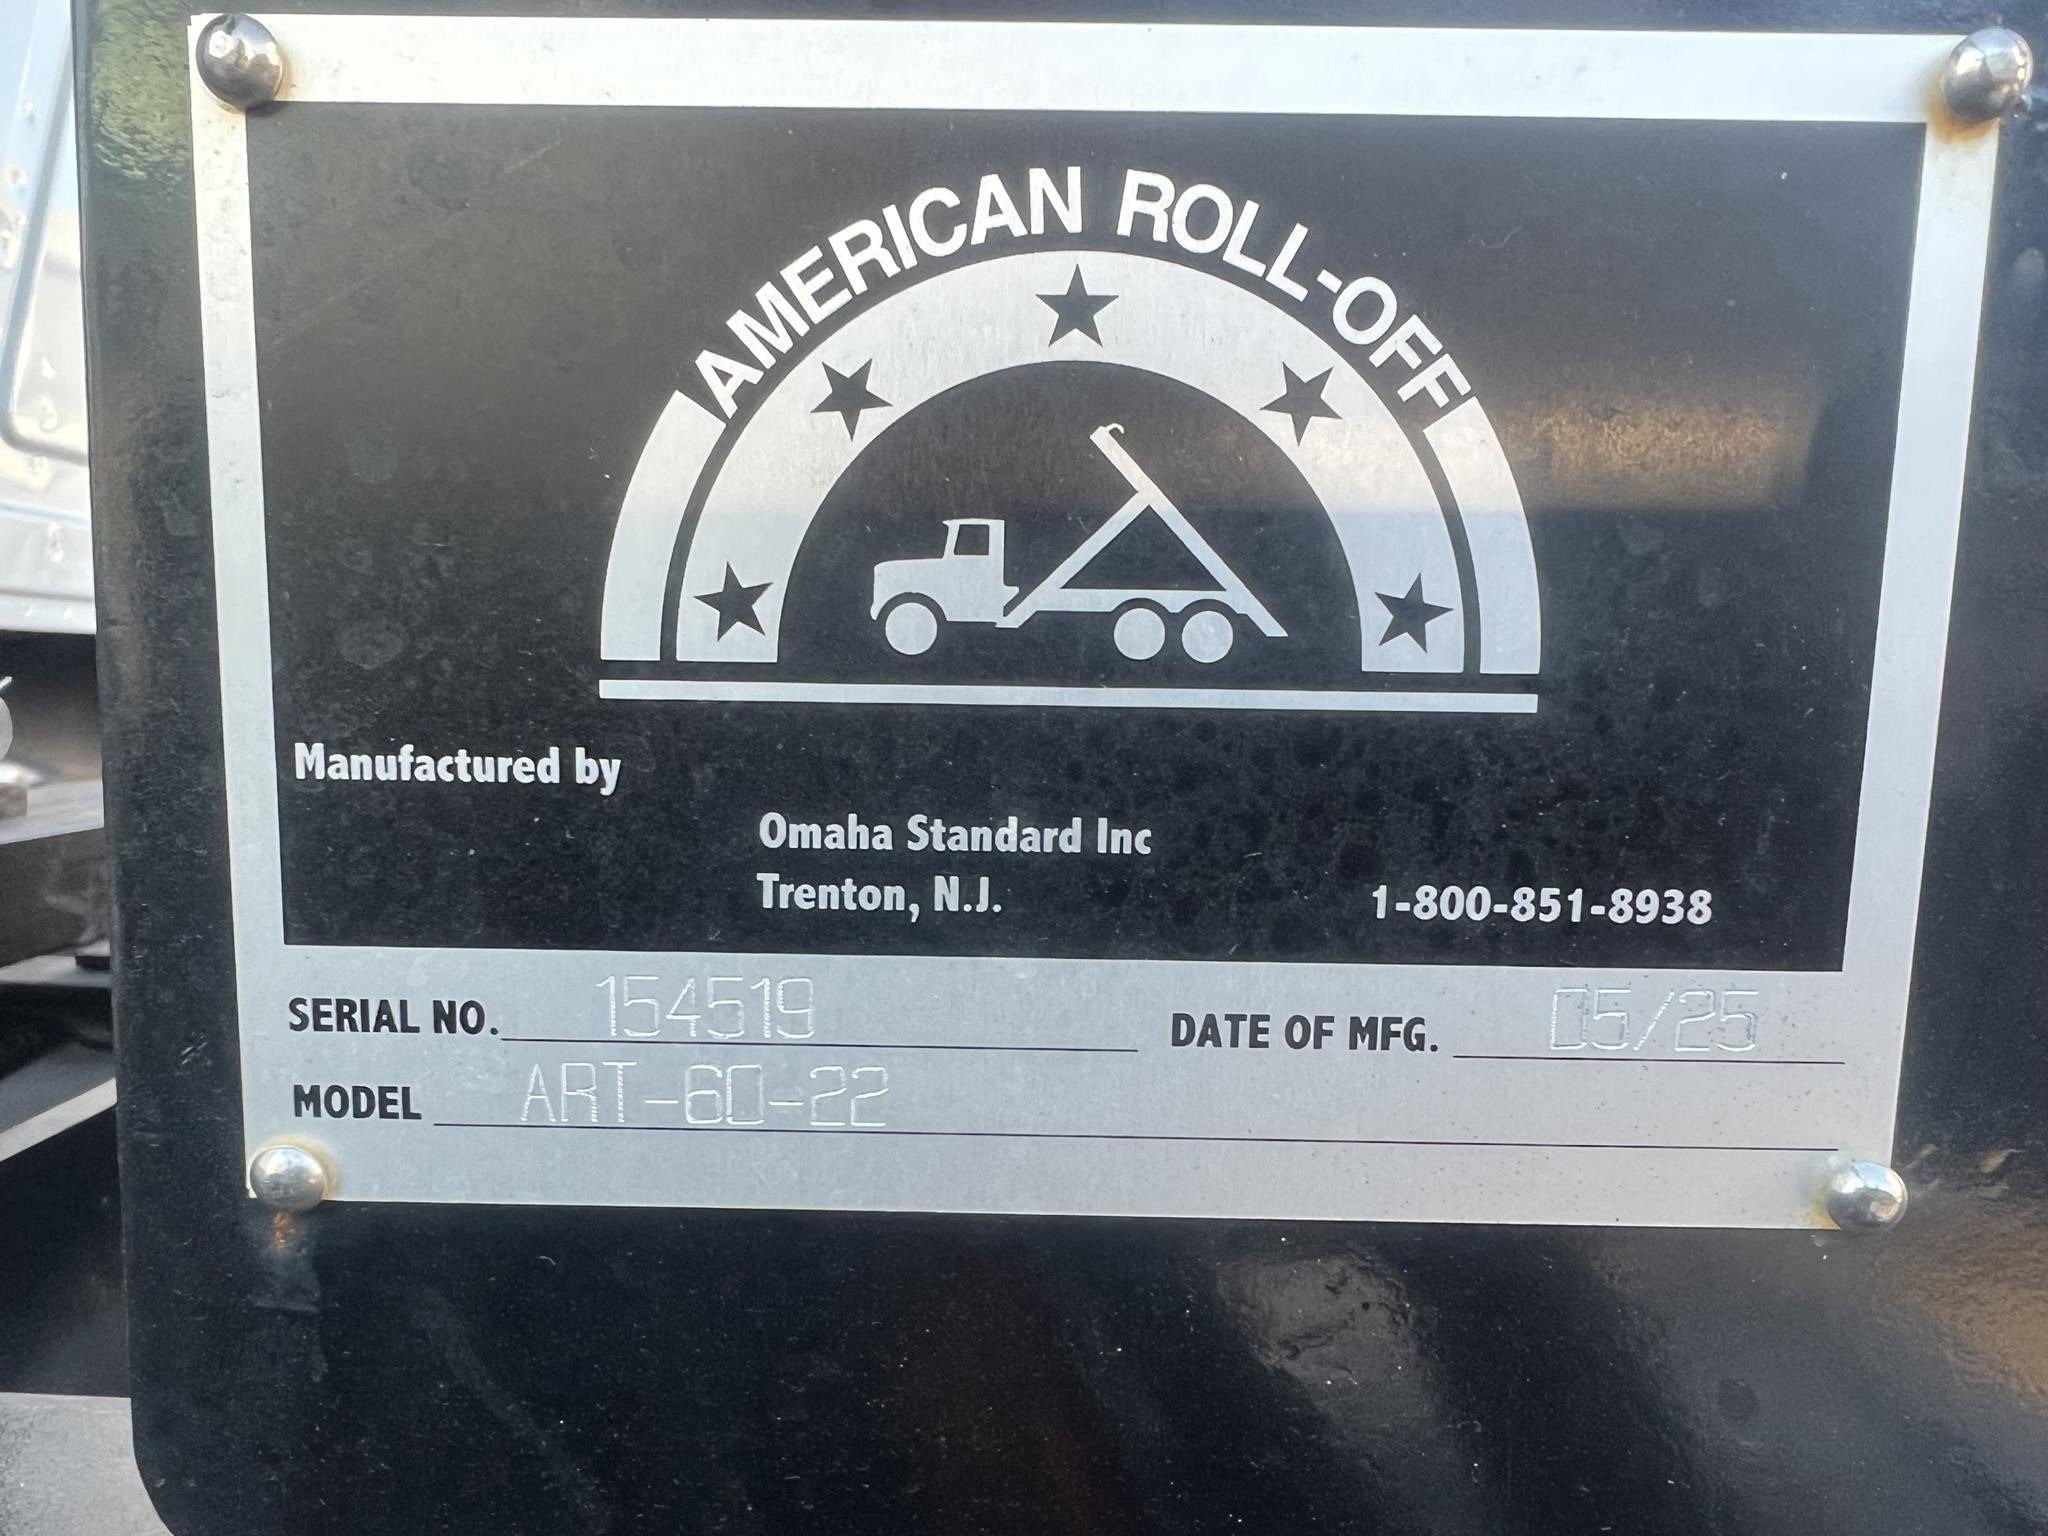 AMERICAN ROLL-OFF
Manufactured by
Omaha Standard Inc
Trenton, N.J.
1-800-851-8938
SERIAL NO. 154519
DATE OF MFG. 05/25
MODEL ART-60-22